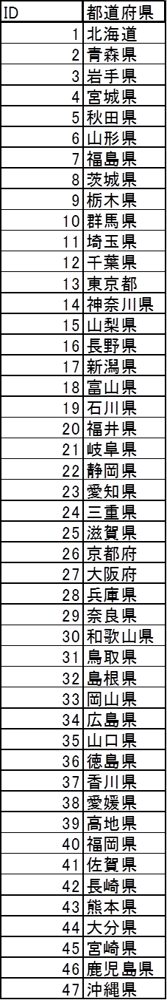 ID 都道府県
1 北海道
2 青森県
3 岩手県
4 宮城県
5 秋田県
6 山形県
7 福島県
8 茨城県
9 栃木県
10 群馬県
11 埼玉県
12 千葉県
13 東京都
14 神奈川県
15 山梨県
16 長野県
17 新潟県
18 富山県
19 石川県
20 福井県
21 岐阜県
22 静岡県
23 愛知県
24 三重県
25 滋賀県
26 京都府
27 大阪府
28 兵庫県
29 奈良県
30 和歌山県
31 鳥取県
32 島根県
33 岡山県
34 広島県
35 山口県
36 徳島県
37 香川県
38 愛媛県
39 高地県
40 福岡県
41 佐賀県
42 長崎県
43 熊本県
44 大分県
45 宮崎県
46 鹿児島県
47 沖縄県